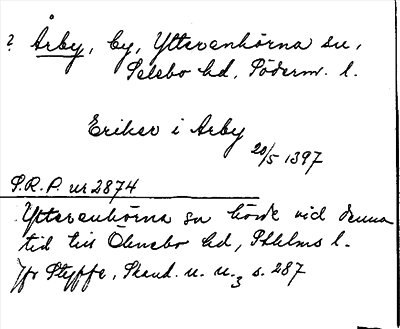 ? Årby, by, Ytterenhörna sn,
Selebo hd, Söderm. l.
Eriker i Arby
20/5 1397
S.R.P. nr 2874
Ytterenhörna sn hörde vid denna
tid till Öknebo hd, Sthlms l.
Jfr Styffe, Skand. u. u.3 s. 287